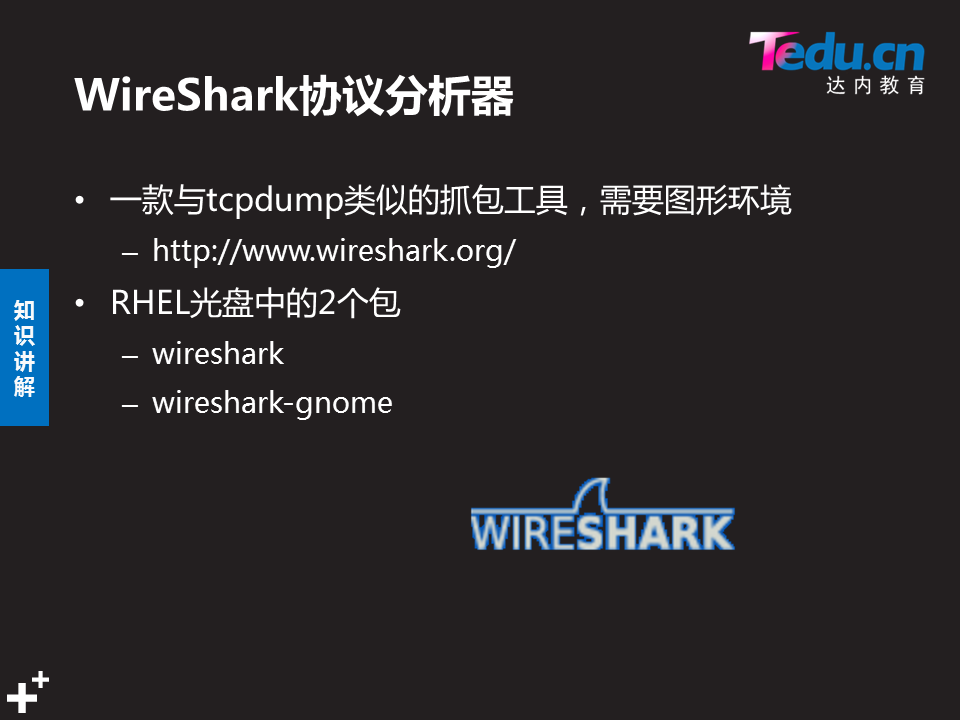 Tedu.cn
达内教育
WireShark协议分析器
• 一款与tcpdump类似的抓包工具，需要图形环境
– http://www.wireshark.org/
• RHEL光盘中的2个包
– wireshark
– wireshark-gnome
知识讲解
WIRESHARK